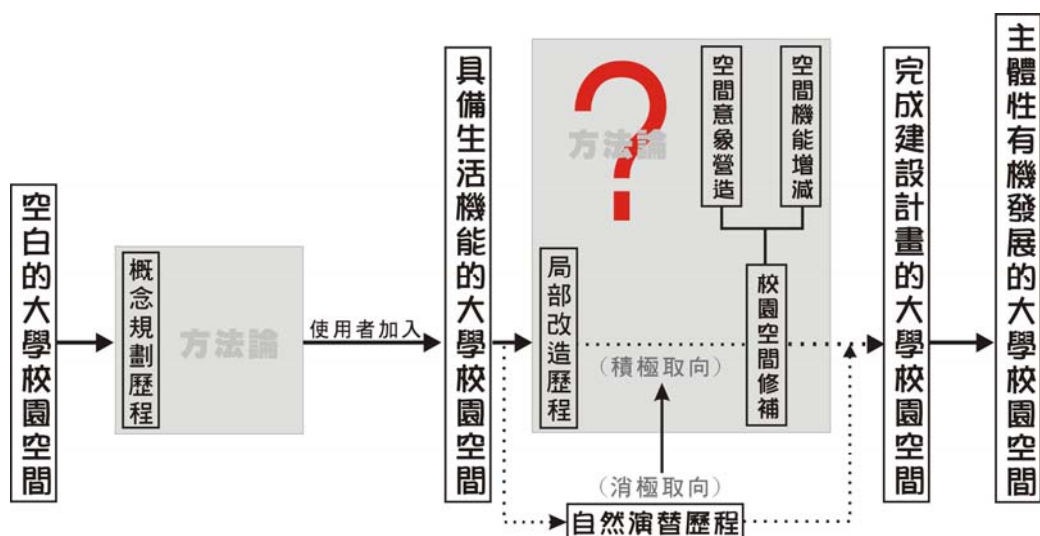 空白的大學校園空間
概念規劃歷程
方法論
使用者加入
具備生活機能的大學校園空間
局部改造歷程
?
方法論
空間意象營造
空間機能增減
校園空間修補
(積極取向)
(消極取向)
自然演替歷程
完成建設計畫的大學校園空間
主體性有機發展的大學校園空間